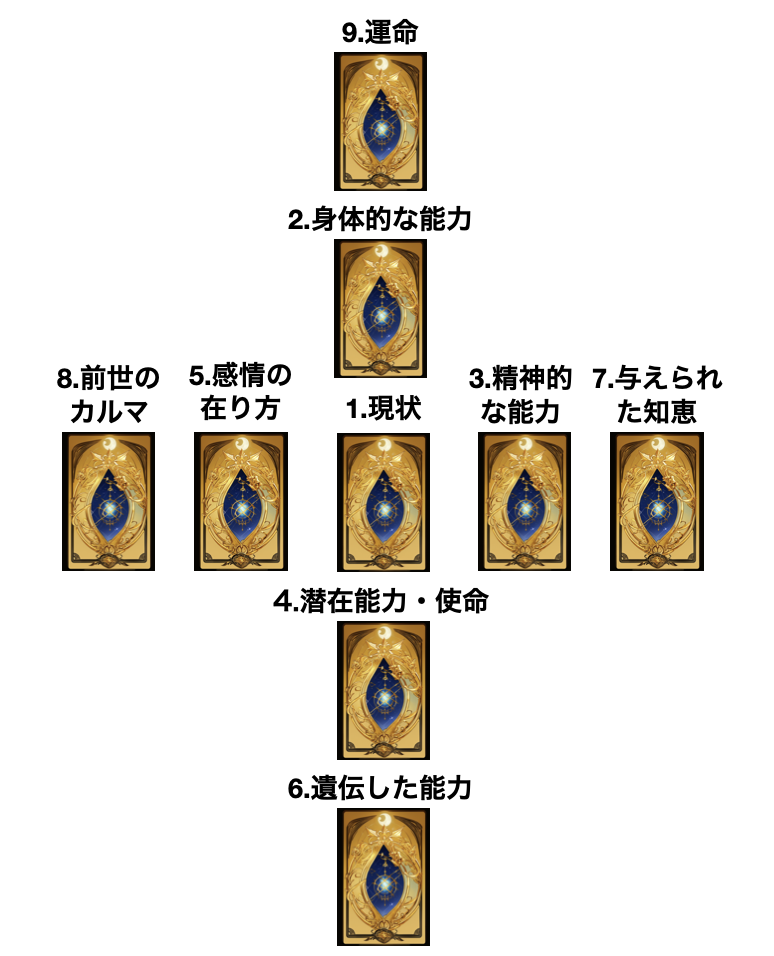 9.運命
2.身体的な能力
8.前世の
カルマ
5.感情の
在り方
1.現状
3.精神的
な能力
7.与えられ
た知恵
４.潜在能力・使命
6.遺伝した能力